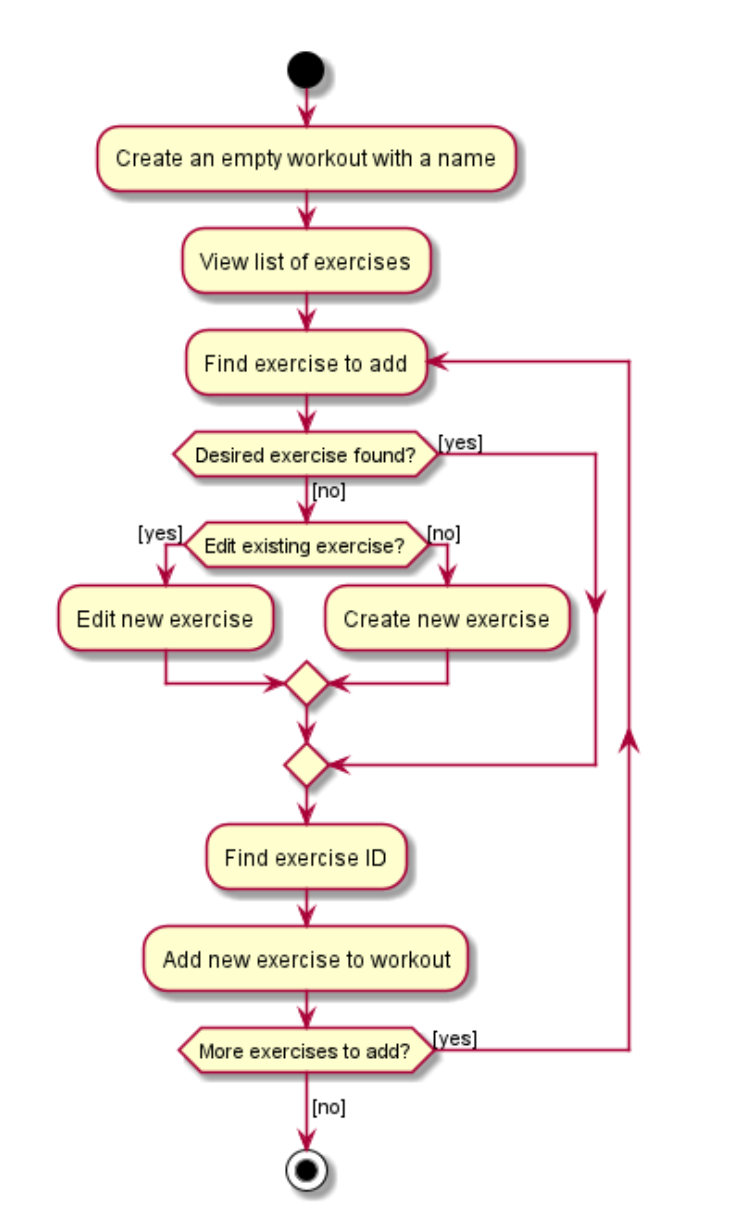 Create an empty workout with a name
View list of exercises
Find exercise to add
Desired exercise found?
[yes]
[no]
[yes]
Edit existing exercise?
[no]
Edit new exercise
Create new exercise
Find exercise ID
Add new exercise to workout
More exercises to add?
[yes]
[no]